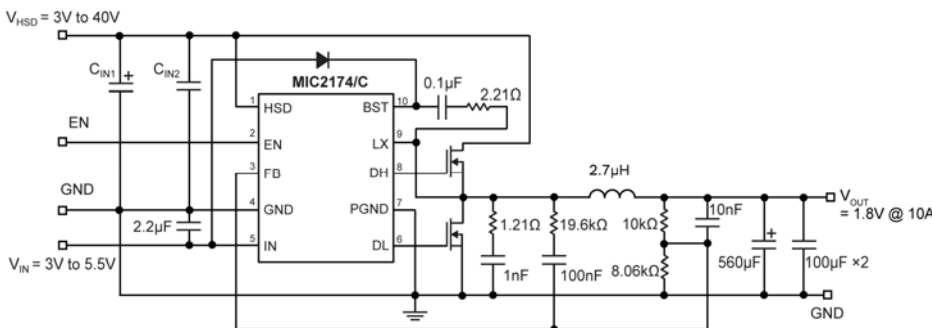 V_HSD = 3V to 40V
C_IN1
C_IN2
MIC2174/C
0.1µF
2.21Ω
1
HSD
BST
10
EN
2
EN
LX
9
3
FB
DH
8
2.7µH
GND
4
GND
PGND
7
V_OUT
= 1.8V @ 10A
2.2µF
1.21Ω
19.6kΩ
10kΩ
10nF
5
IN
DL
6
V_IN = 3V to 5.5V
1nF
100nF
8.06kΩ
560µF
100µF ×2
GND